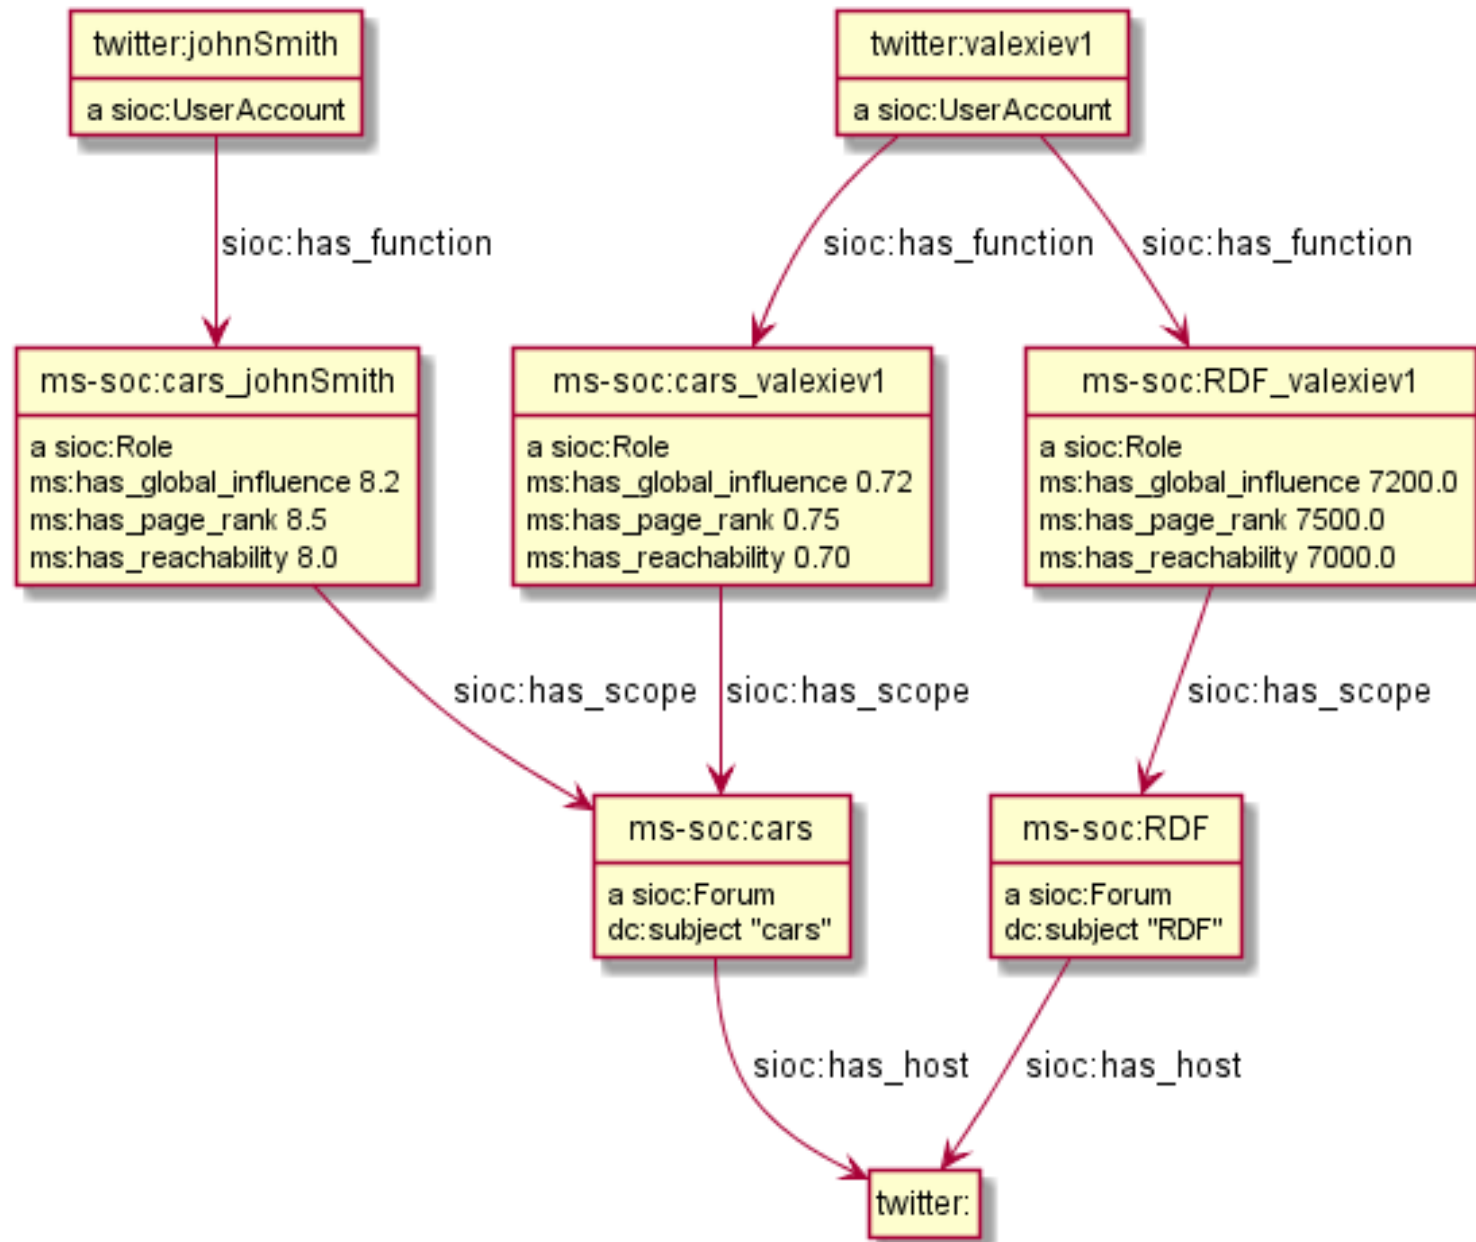 twitter:johnSmith
a sioc:UserAccount
twitter:valexiev1
a sioc:UserAccount
sioc:has_function
sioc:has_function
sioc:has_function
ms-soc:cars_johnSmith
a sioc:Role
ms:has_global_influence 8.2
ms:has_page_rank 8.5
ms:has_reachability 8.0
ms-soc:cars_valexiev1
a sioc:Role
ms:has_global_influence 0.72
ms:has_page_rank 0.75
ms:has_reachability 0.70
ms-soc:RDF_valexiev1
a sioc:Role
ms:has_global_influence 7200.0
ms:has_page_rank 7500.0
ms:has_reachability 7000.0
sioc:has_scope
sioc:has_scope
sioc:has_scope
ms-soc:cars
a sioc:Forum
dc:subject "cars"
ms-soc:RDF
a sioc:Forum
dc:subject "RDF"
sioc:has_host
sioc:has_host
twitter: